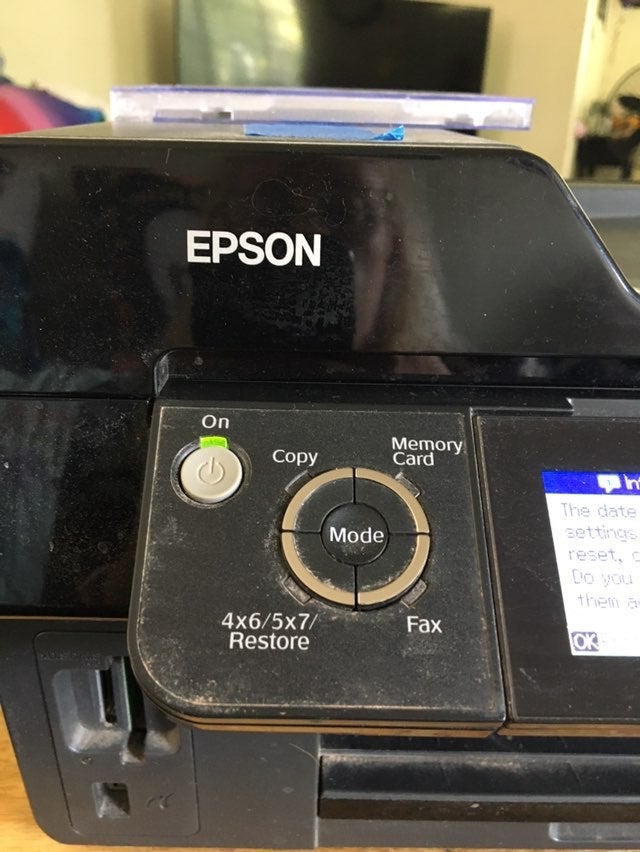 EPSON
On
Copy
Memory
Card
Mode
4x6/5x7/
Restore
Fax
The date
settings
reset,
Do you
them
OK